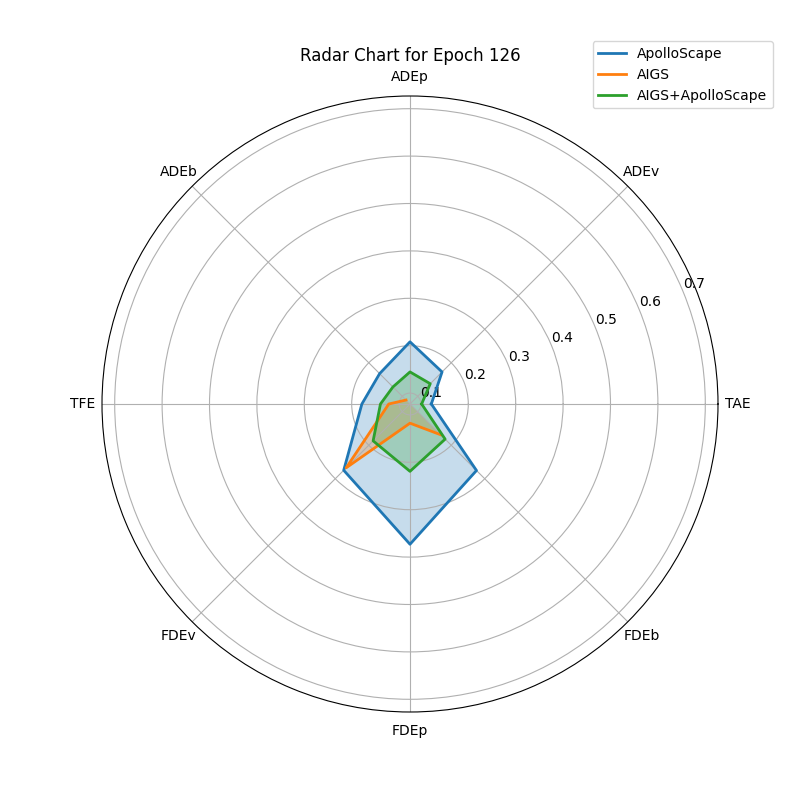 Radar Chart for Epoch 126
ApolloScape
AIGS
AIGS+ApolloScape
ADEp
ADEb
ADEv
0.7
0.6
0.5
0.4
0.3
0.2
0.1
TFE
TAE
FDEv
FDEb
FDEp